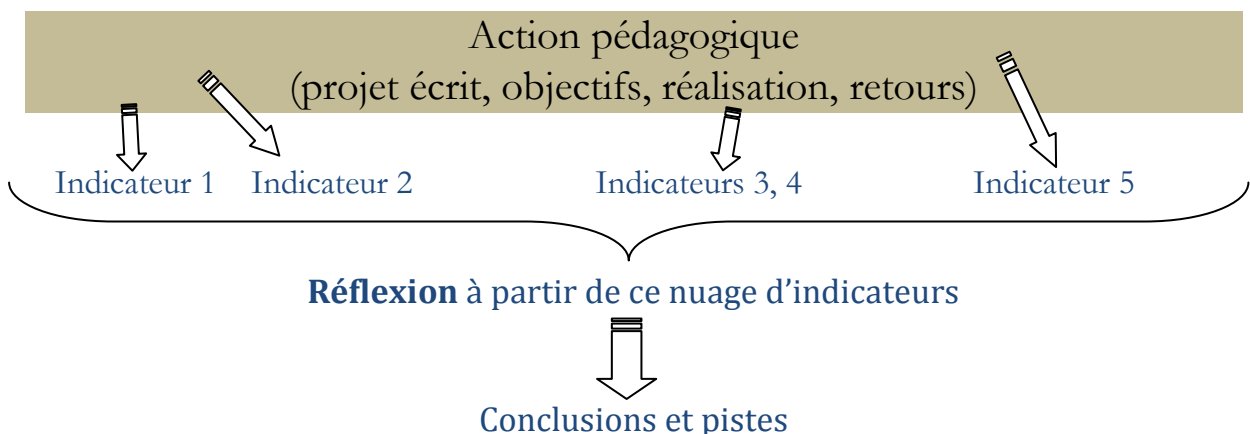 Action pédagogique
(projet écrit, objectifs, réalisation, retours)
Indicateur 1 Indicateur 2 Indicateurs 3, 4 Indicateur 5
Réflexion à partir de ce nuage d’indicateurs
Conclusions et pistes